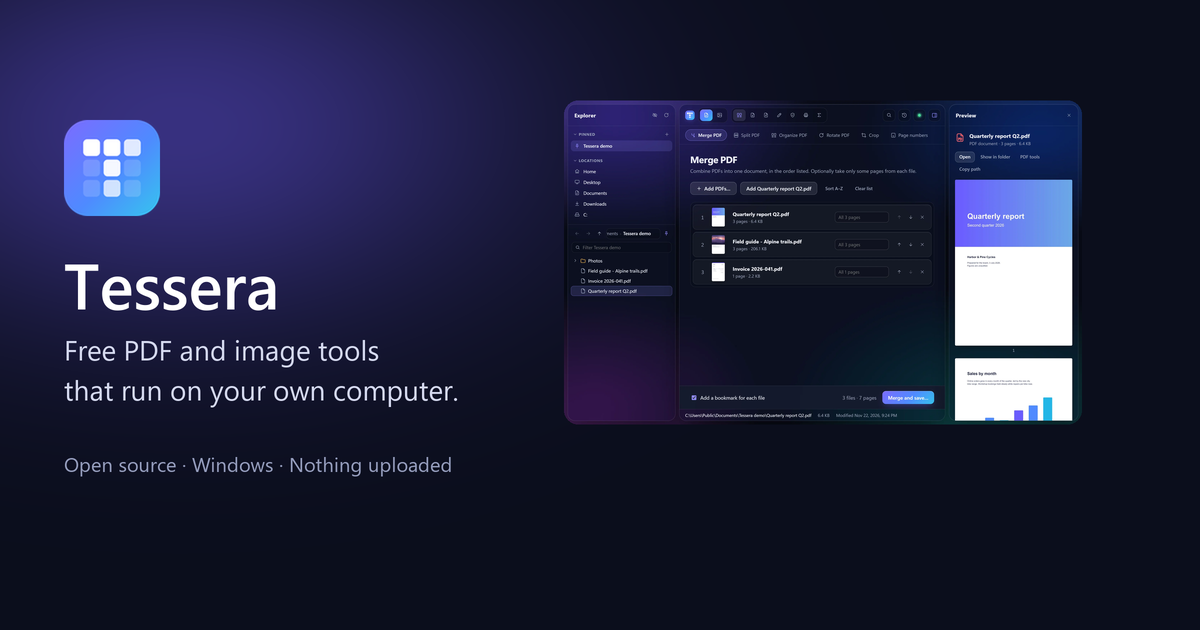 Tessera
Free PDF and image tools
that run on your own computer.
Open source · Windows · Nothing uploaded
Explorer
PINNED
Tessera demo
LOCATIONS
Home
Desktop
Documents
Downloads
C:
Tessera demo
Filter Tessera demo
Photos
Field guide - Alpine trails.pdf
Invoice 2026-041.pdf
Quarterly report Q2.pdf
Merge PDF
Split PDF
Organize PDF
Rotate PDF
Crop
Page numbers
Merge PDF
Combine PDFs into one document, in the order listed. Optionally take only some pages from each file.
+ Add PDFs...
Add Quarterly report Q2.pdf
Sort A-Z
Clear list
1
Quarterly report Q2.pdf
3 pages · 6.4 KB
All 3 pages
2
Field guide - Alpine trails.pdf
3 pages · 206.1 KB
All 3 pages
3
Invoice 2026-041.pdf
1 page · 2.2 KB
All 1 pages
Add a bookmark for each file
3 files · 7 pages
Merge and save...
C:\Users\Public\Documents\Tessera demo\Quarterly report Q2.pdf 6.4 KB Modified Nov 22, 2026, 9:24 PM
Preview
Quarterly report Q2.pdf
PDF document · 3 pages · 6.4 KB
Open
Show in folder
PDF tools
Copy path
Quarterly report
Second quarter 2026
1
Sales by month